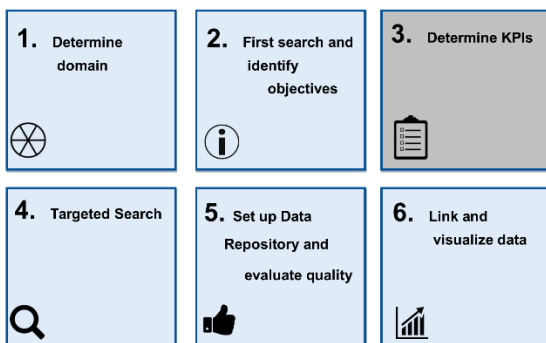 1. Determine
domain
2. First search and
identify
objectives
3. Determine KPIs
4. Targeted Search
5. Set up Data
Repository and
evaluate quality
6. Link and
visualize data